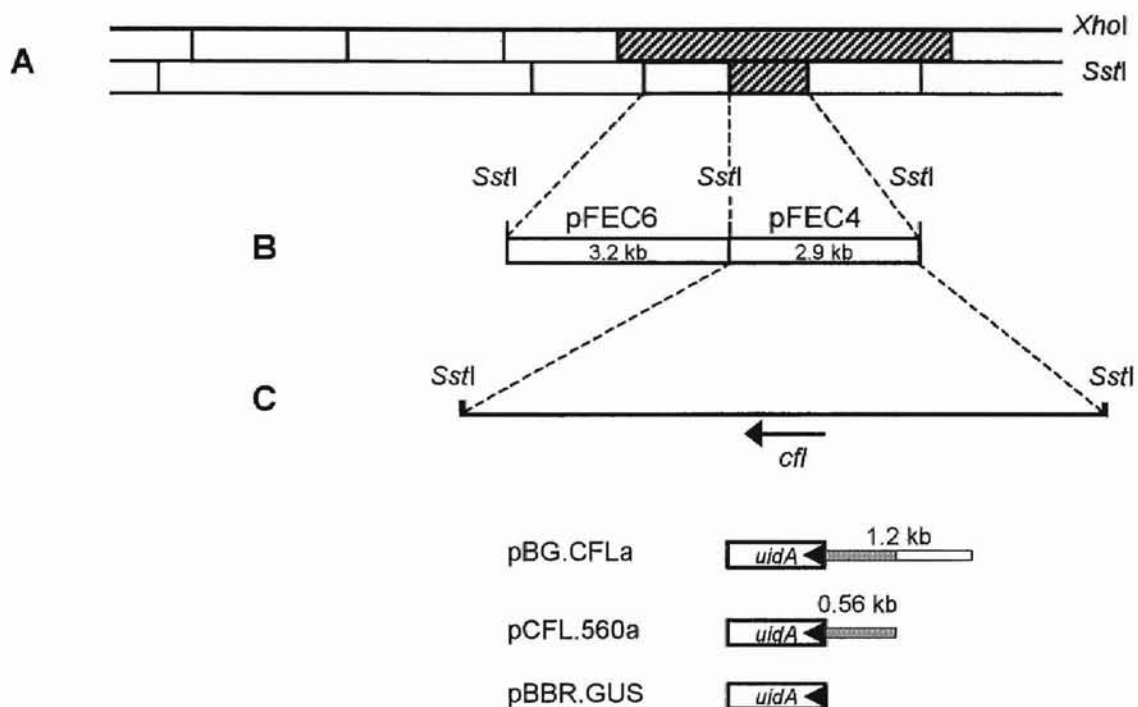 XhoI
A
SstI
SstI SstI SstI
pFEC6 pFEC4
B 3.2 kb 2.9 kb
SstI SstI
C
cfl
1.2 kb
pBG.CFLa uidA
0.56 kb
pCFL.560a uidA
pBBR.GUS uidA